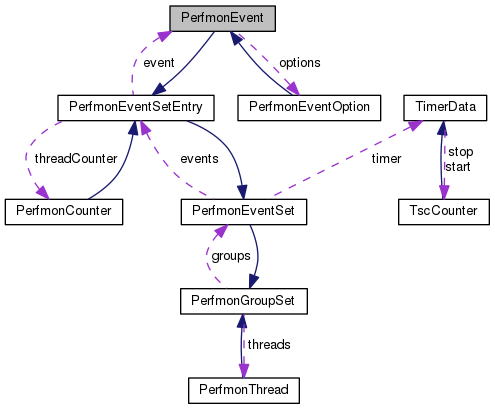 PerfmonEvent
event
options
PerfmonEventSetEntry
PerfmonEventOption
TimerData
threadCounter
events
timer
stop
start
PerfmonCounter
PerfmonEventSet
TscCounter
groups
PerfmonGroupSet
threads
PerfmonThread